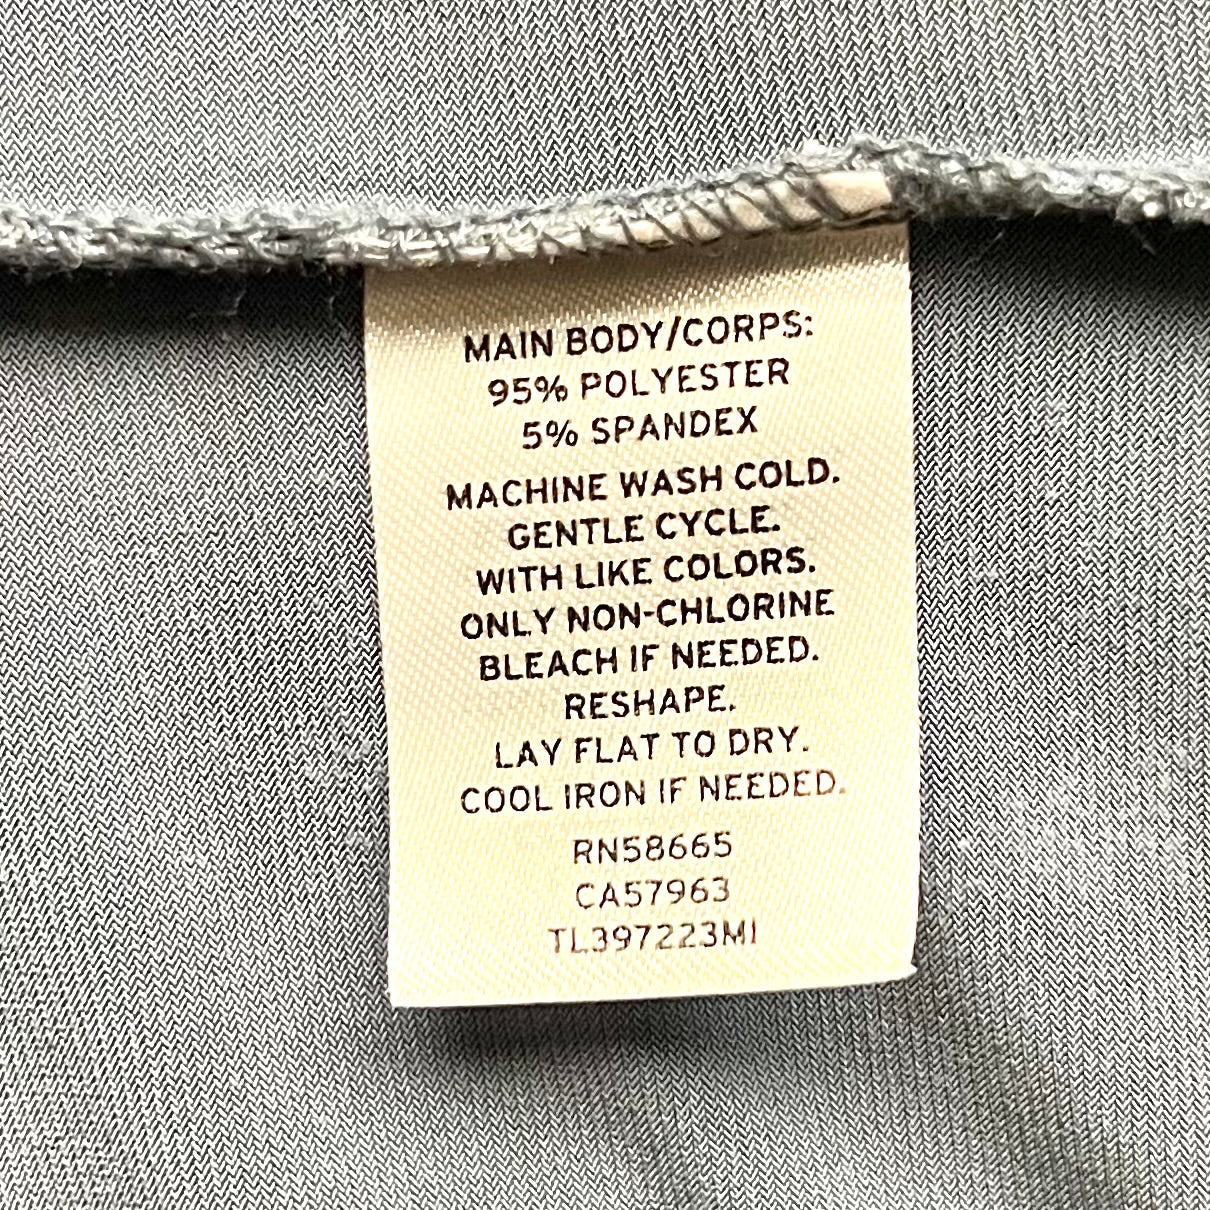 MAIN BODY/CORPS:
95% POLYESTER
5% SPANDEX
MACHINE WASH COLD.
GENTLE CYCLE.
WITH LIKE COLORS.
ONLY NON-CHLORINE
BLEACH IF NEEDED.
RESHAPE.
LAY FLAT TO DRY.
COOL IRON IF NEEDED.
RN58665
CA57963
TL397223MI